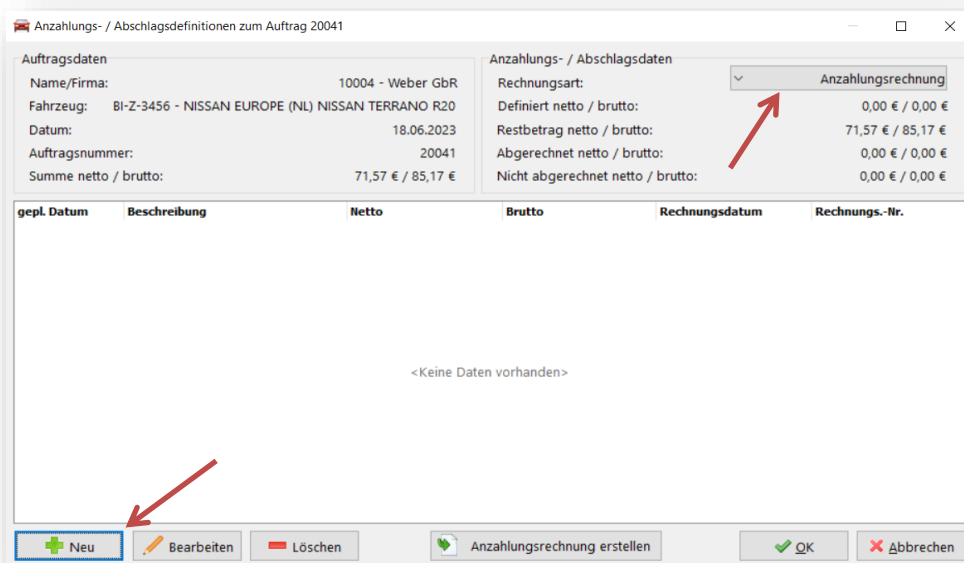 Anzahlungs- / Abschlagsdefinitionen zum Auftrag 20041
Auftragsdaten
Name/Firma: 10004 - Weber GbR
Fahrzeug: BI-Z-3456 - NISSAN EUROPE (NL) NISSAN TERRANO R20
Datum: 18.06.2023
Auftragsnummer: 20041
Summe netto / brutto: 71,57 € / 85,17 €
Anzahlungs- / Abschlagsdaten
Rechnungsart: Anzahlungsrechnung
Definiert netto / brutto: 0,00 € / 0,00 €
Restbetrag netto / brutto: 71,57 € / 85,17 €
Abgerechnet netto / brutto: 0,00 € / 0,00 €
Nicht abgerechnet netto / brutto: 0,00 € / 0,00 €
gepl. Datum Beschreibung Netto Brutto Rechnungsdatum Rechnungs.-Nr.
<Keine Daten vorhanden>
Neu Bearbeiten Löschen Anzahlungsrechnung erstellen OK Abbrechen